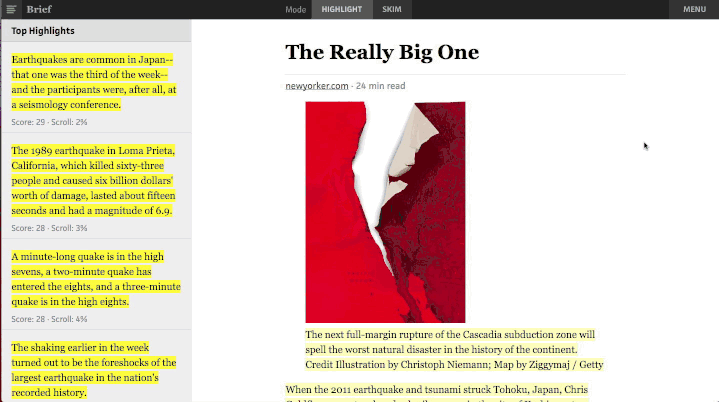 Brief
Mode HIGHLIGHT SKIM
MENU
Top Highlights
Earthquakes are common in Japan--
that one was the third of the week--
and the participants were, after all, at
a seismology conference.
Score: 29 · Scroll: 2%
The 1989 earthquake in Loma Prieta,
California, which killed sixty-three
people and caused six billion dollars'
worth of damage, lasted about fifteen
seconds and had a magnitude of 6.9.
Score: 28 · Scroll: 3%
A minute-long quake is in the high
sevens, a two-minute quake has
entered the eights, and a three-minute
quake is in the high eights.
Score: 28 · Scroll: 4%
The shaking earlier in the week
turned out to be the foreshocks of the
largest earthquake in the nation's
recorded history.
The Really Big One
newyorker.com · 24 min read
The next full-margin rupture of the Cascadia subduction zone will
spell the worst natural disaster in the history of the continent.
Credit Illustration by Christoph Niemann; Map by Ziggymaj / Getty
When the 2011 earthquake and tsunami struck Tohoku, Japan, Chris